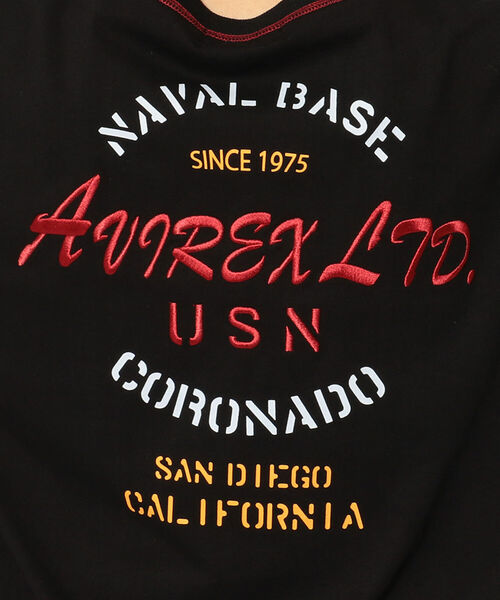 NAVAL BASE
SINCE 1975
AVIREX LTD.
USN
CORONADO
SAN DIEGO
CALIFORNIA